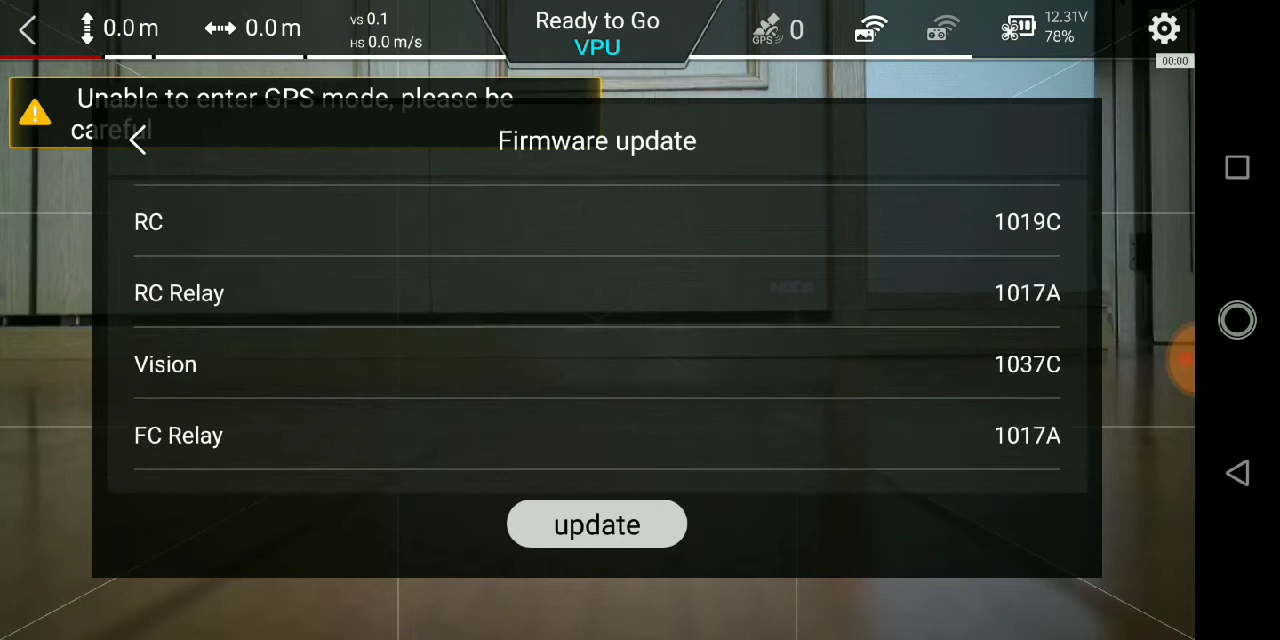 0.0 m
0.0 m
VS 0.1
HS 0.0 m/s
Ready to Go
VPU
GPS
0
12.31V
78%
00:00
Unable to enter GPS mode, please be
careful
Firmware update
RC 1019C
RC Relay 1017A
Vision 1037C
FC Relay 1017A
update